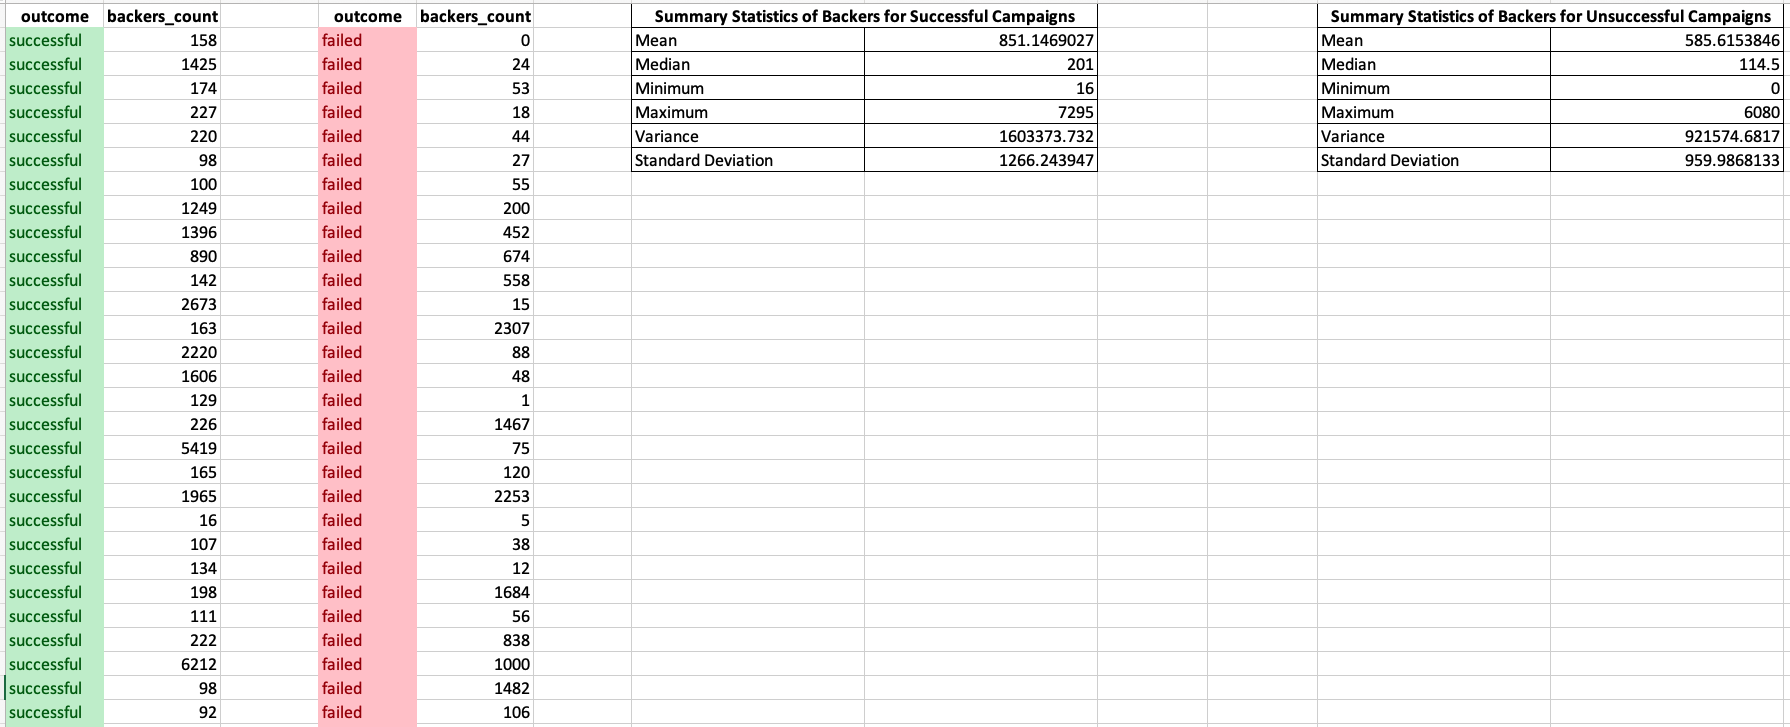 outcome backers_count outcome backers_count Summary Statistics of Backers for Successful Campaigns Summary Statistics of Backers for Unsuccessful Campaigns
successful 158 failed 0 Mean 851.1469027 Mean 585.6153846
successful 1425 failed 24 Median 201 Median 114.5
successful 174 failed 53 Minimum 16 Minimum 0
successful 227 failed 18 Maximum 7295 Maximum 6080
successful 220 failed 44 Variance 1603373.732 Variance 921574.6817
successful 98 failed 27 Standard Deviation 1266.243947 Standard Deviation 959.9868133
successful 100 failed 55
successful 1249 failed 200
successful 1396 failed 452
successful 890 failed 674
successful 142 failed 558
successful 2673 failed 15
successful 163 failed 2307
successful 2220 failed 88
successful 1606 failed 48
successful 129 failed 1
successful 226 failed 1467
successful 5419 failed 75
successful 165 failed 120
successful 1965 failed 2253
successful 16 failed 5
successful 107 failed 38
successful 134 failed 12
successful 198 failed 1684
successful 111 failed 56
successful 222 failed 838
successful 6212 failed 1000
successful 98 failed 1482
successful 92 failed 106